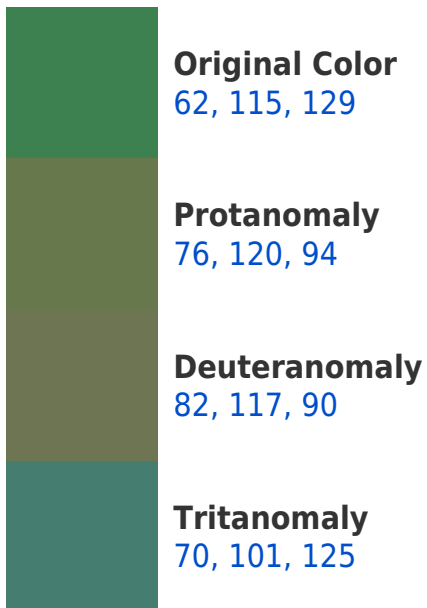 Original Color
62, 115, 129
Protanomaly
76, 120, 94
Deuteranomaly
82, 117, 90
Tritanomaly
70, 101, 125